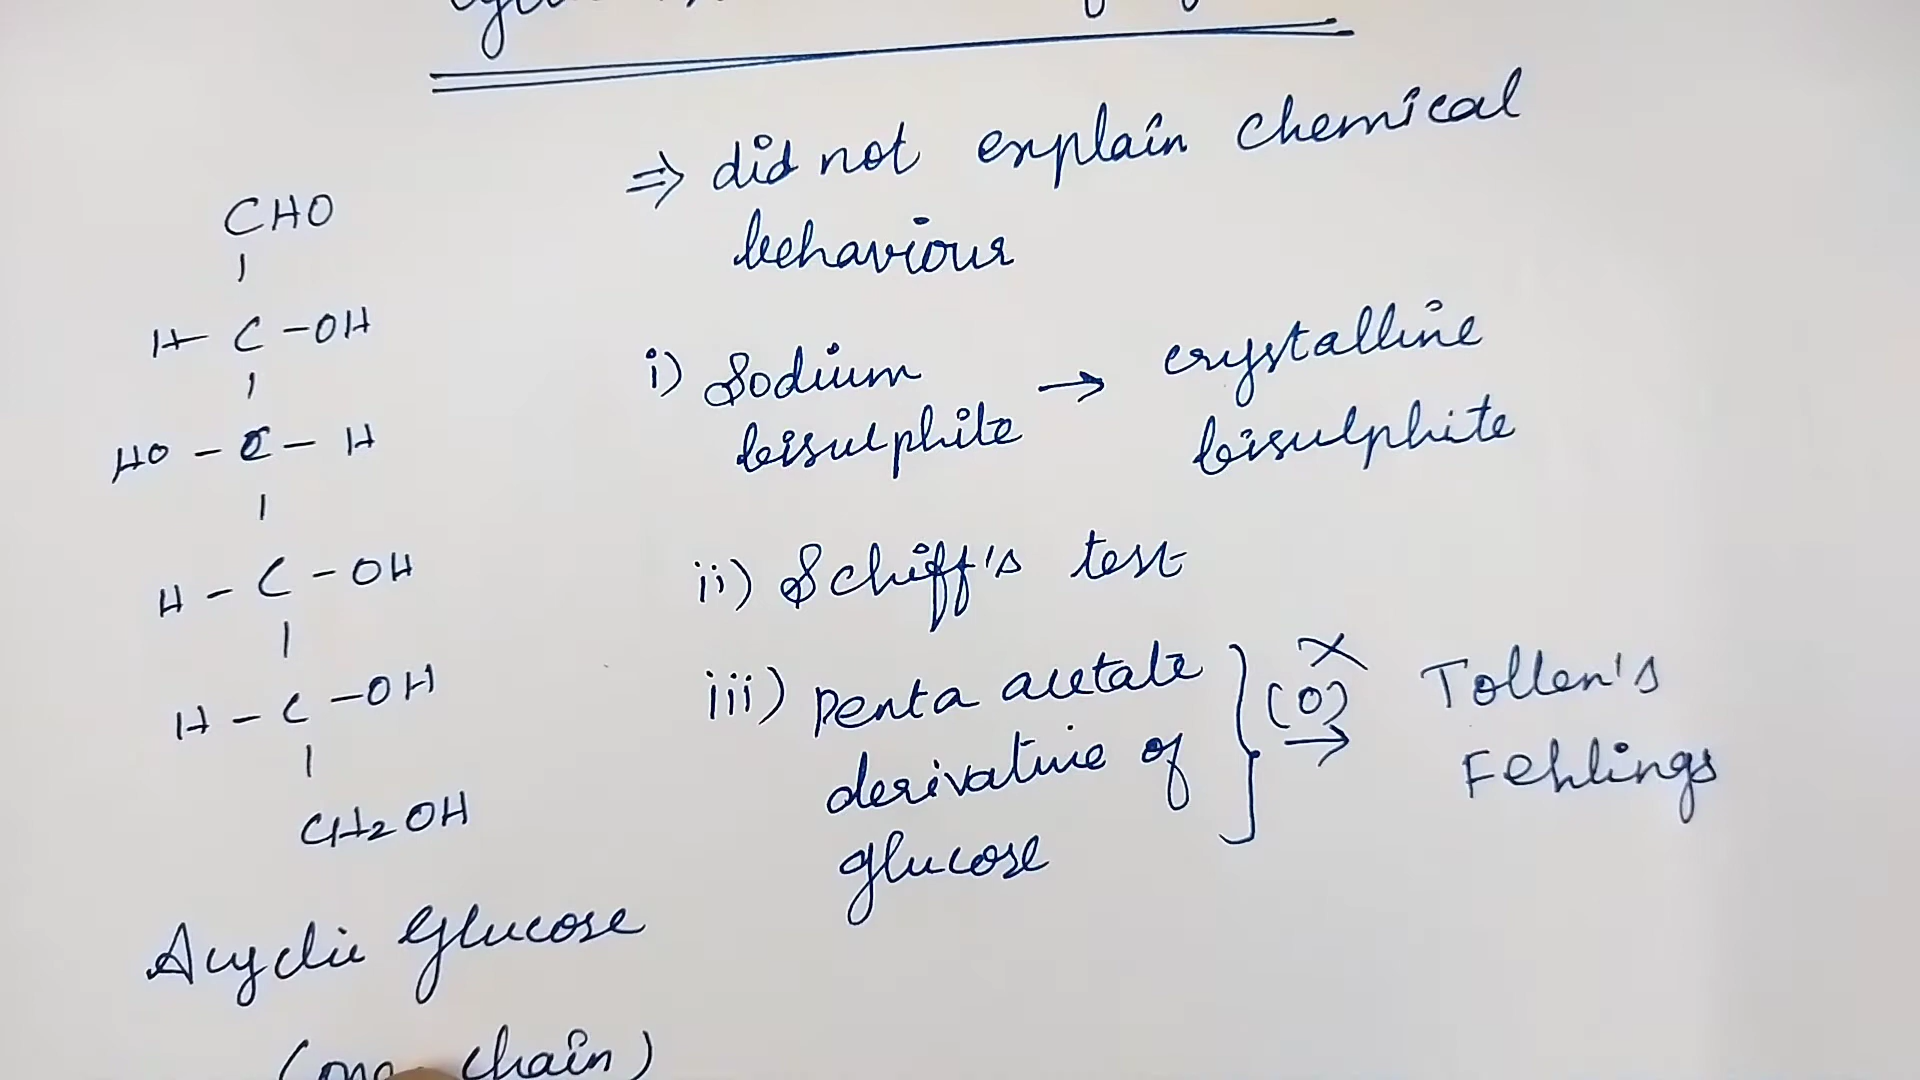 CHO
H - C - OH
HO - C - H
H - C - OH
H - C - OH
CH2OH
Acyclic Glucose
chain)
⇒ did not explain chemical
behaviour
i) Sodium bisulphite → crystalline bisulphite
ii) Schiff's test
iii) Penta acetate
derivative of
glucose
X
(O)
→
Tollen's
Fehlings